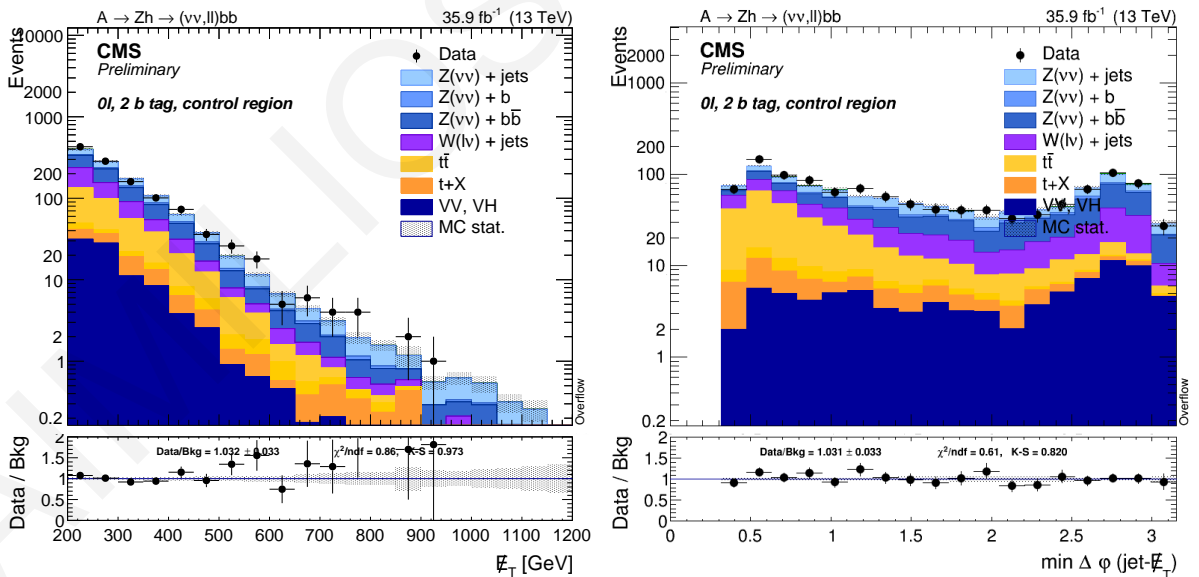 A → Zh → (νν,ll)bb 35.9 fb⁻¹ (13 TeV)
Events
10000
1000
100
20
10
2
1
0.2
CMS
Preliminary
0l, 2 b tag, control region
Data
Z(νν) + jets
Z(νν) + b
Z(νν) + bb̅
W(lν) + jets
tt̅
t+X
VV, VH
MC stat.
Overflow
Data / Bkg
2
1.5
1
0.5
0
Data/Bkg = 1.032 ± 0.033 χ²/ndf = 0.86, K-S = 0.973
200 300 400 500 600 700 800 900 1000 1100 1200
E̸_T [GeV]
A → Zh → (νν,ll)bb 35.9 fb⁻¹ (13 TeV)
Events
2000
1000
200
100
20
10
2
1
0.2
CMS
Preliminary
0l, 2 b tag, control region
Data
Z(νν) + jets
Z(νν) + b
Z(νν) + bb̅
W(lν) + jets
tt̅
t+X
VV, VH
MC stat.
Overflow
Data / Bkg
2
1.5
1
0.5
0
Data/Bkg = 1.031 ± 0.033 χ²/ndf = 0.61, K-S = 0.820
0 0.5 1 1.5 2 2.5 3
min Δ φ (jet-E̸_T)